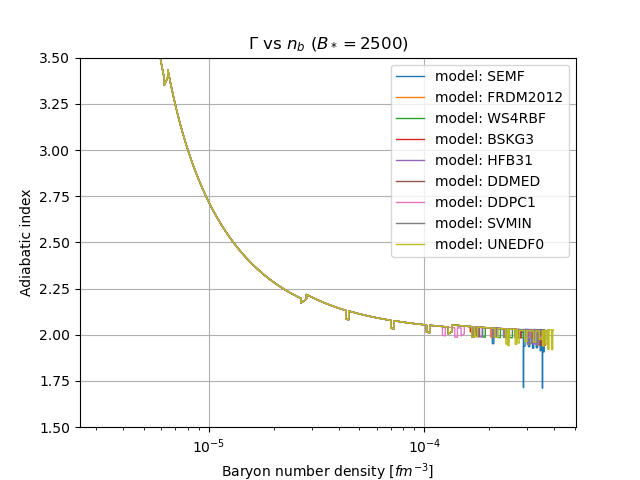 Γ vs n_b (B_* = 2500)
3.50
3.25
3.00
2.75
2.50
2.25
2.00
1.75
1.50
Adiabatic index
model: SEMF
model: FRDM2012
model: WS4RBF
model: BSKG3
model: HFB31
model: DDMED
model: DDPC1
model: SVMIN
model: UNEDF0
10^{-5}
10^{-4}
Baryon number density [fm^{-3}]